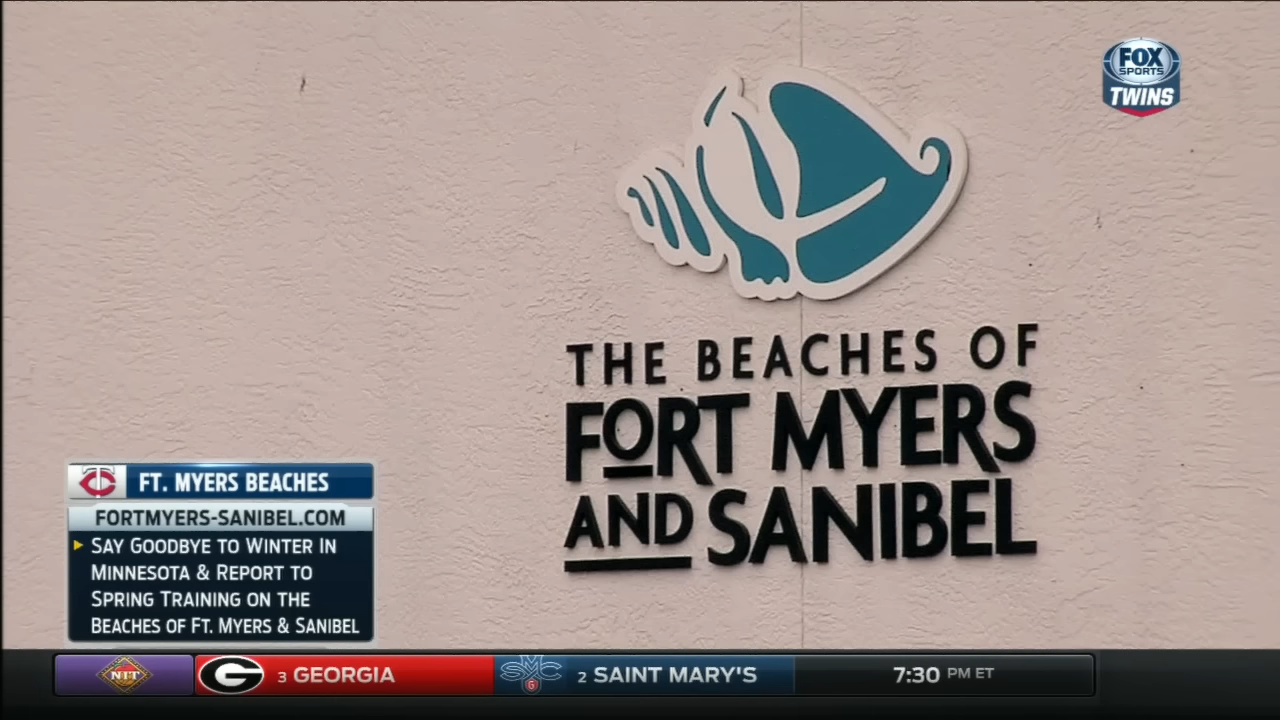 FOX
SPORTS
TWINS
THE BEACHES OF
FORT MYERS
AND SANIBEL
TC FT. MYERS BEACHES
FORTMYERS-SANIBEL.COM
SAY GOODBYE TO WINTER IN
MINNESOTA & REPORT TO
SPRING TRAINING ON THE
BEACHES OF FT. MYERS & SANIBEL
NIT G 3 GEORGIA SMC G 2 SAINT MARY'S 7:30 PM ET